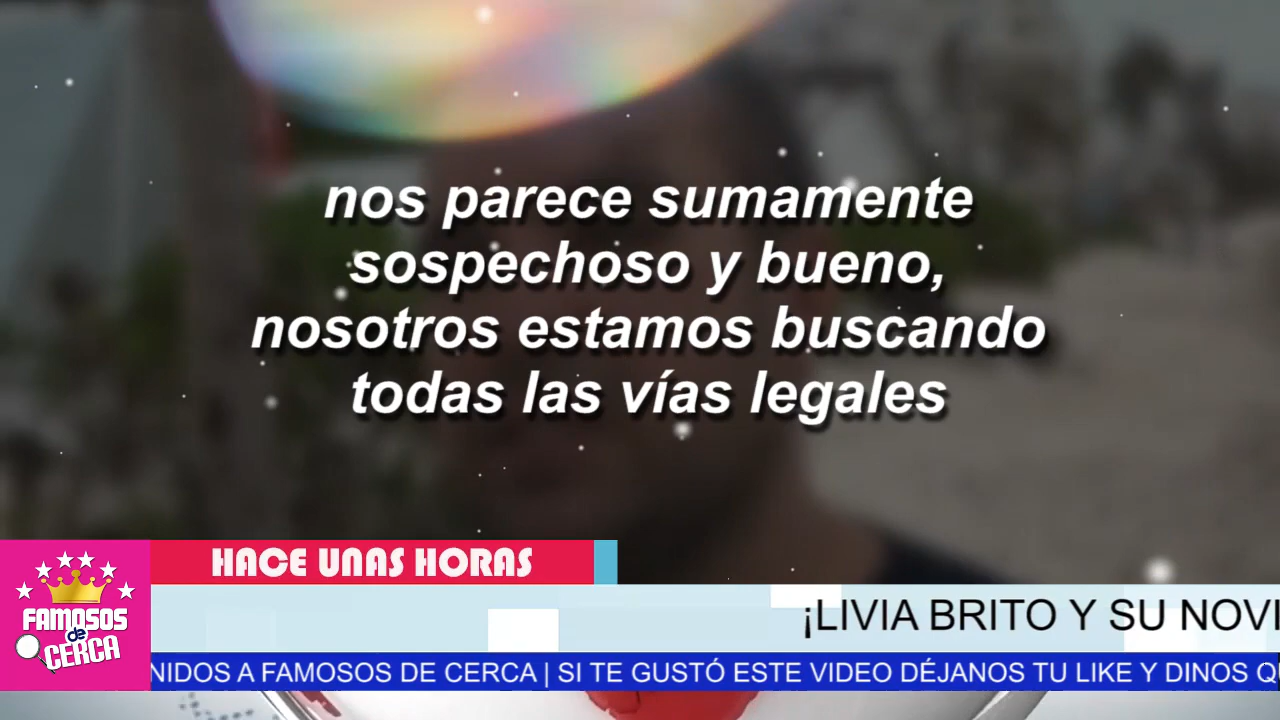 nos parece sumamente
sospechoso y bueno,
nosotros estamos buscando
todas las vías legales
HACE UNAS HORAS
FAMOSOS
de
CERCA
¡LIVIA BRITO Y SU NOVI
NIDOS A FAMOSOS DE CERCA | SI TE GUSTÓ ESTE VIDEO DÉJANOS TU LIKE Y DINOS QU